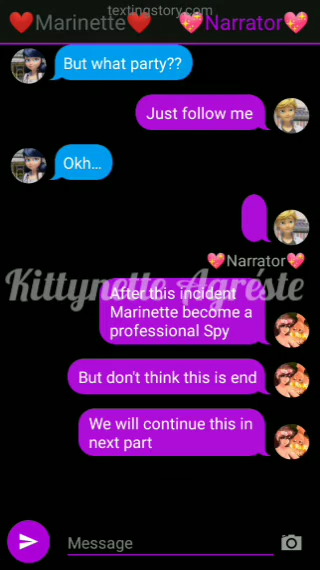 textingstory.com
❤️Marinette❤️ 💖Narrator💖
But what party??
Just follow me
Okh...
💖Narrator💖
Kittynette Agréste
After this incident
Marinette become a
professional Spy
But don't think this is end
We will continue this in
next part
Message